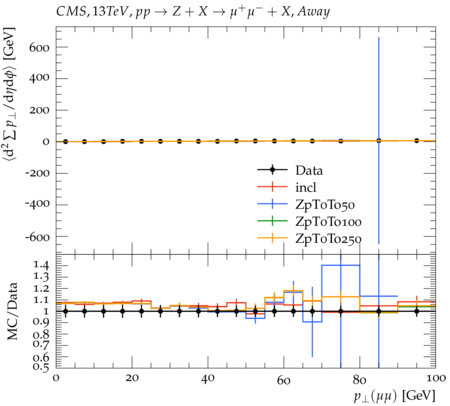 CMS, 13TeV, pp → Z + X → μ⁺μ⁻ + X, Away
⟨d² ∑ p⊥/dηdϕ⟩ [GeV]
600
400
200
0
-200
-400
-600
Data
incl
ZpToTo50
ZpToTo100
ZpToTo250
MC/Data
1.4
1.3
1.2
1.1
1
0.9
0.8
0.7
0.6
0.5
0 20 40 60 80 100
p⊥(μμ) [GeV]